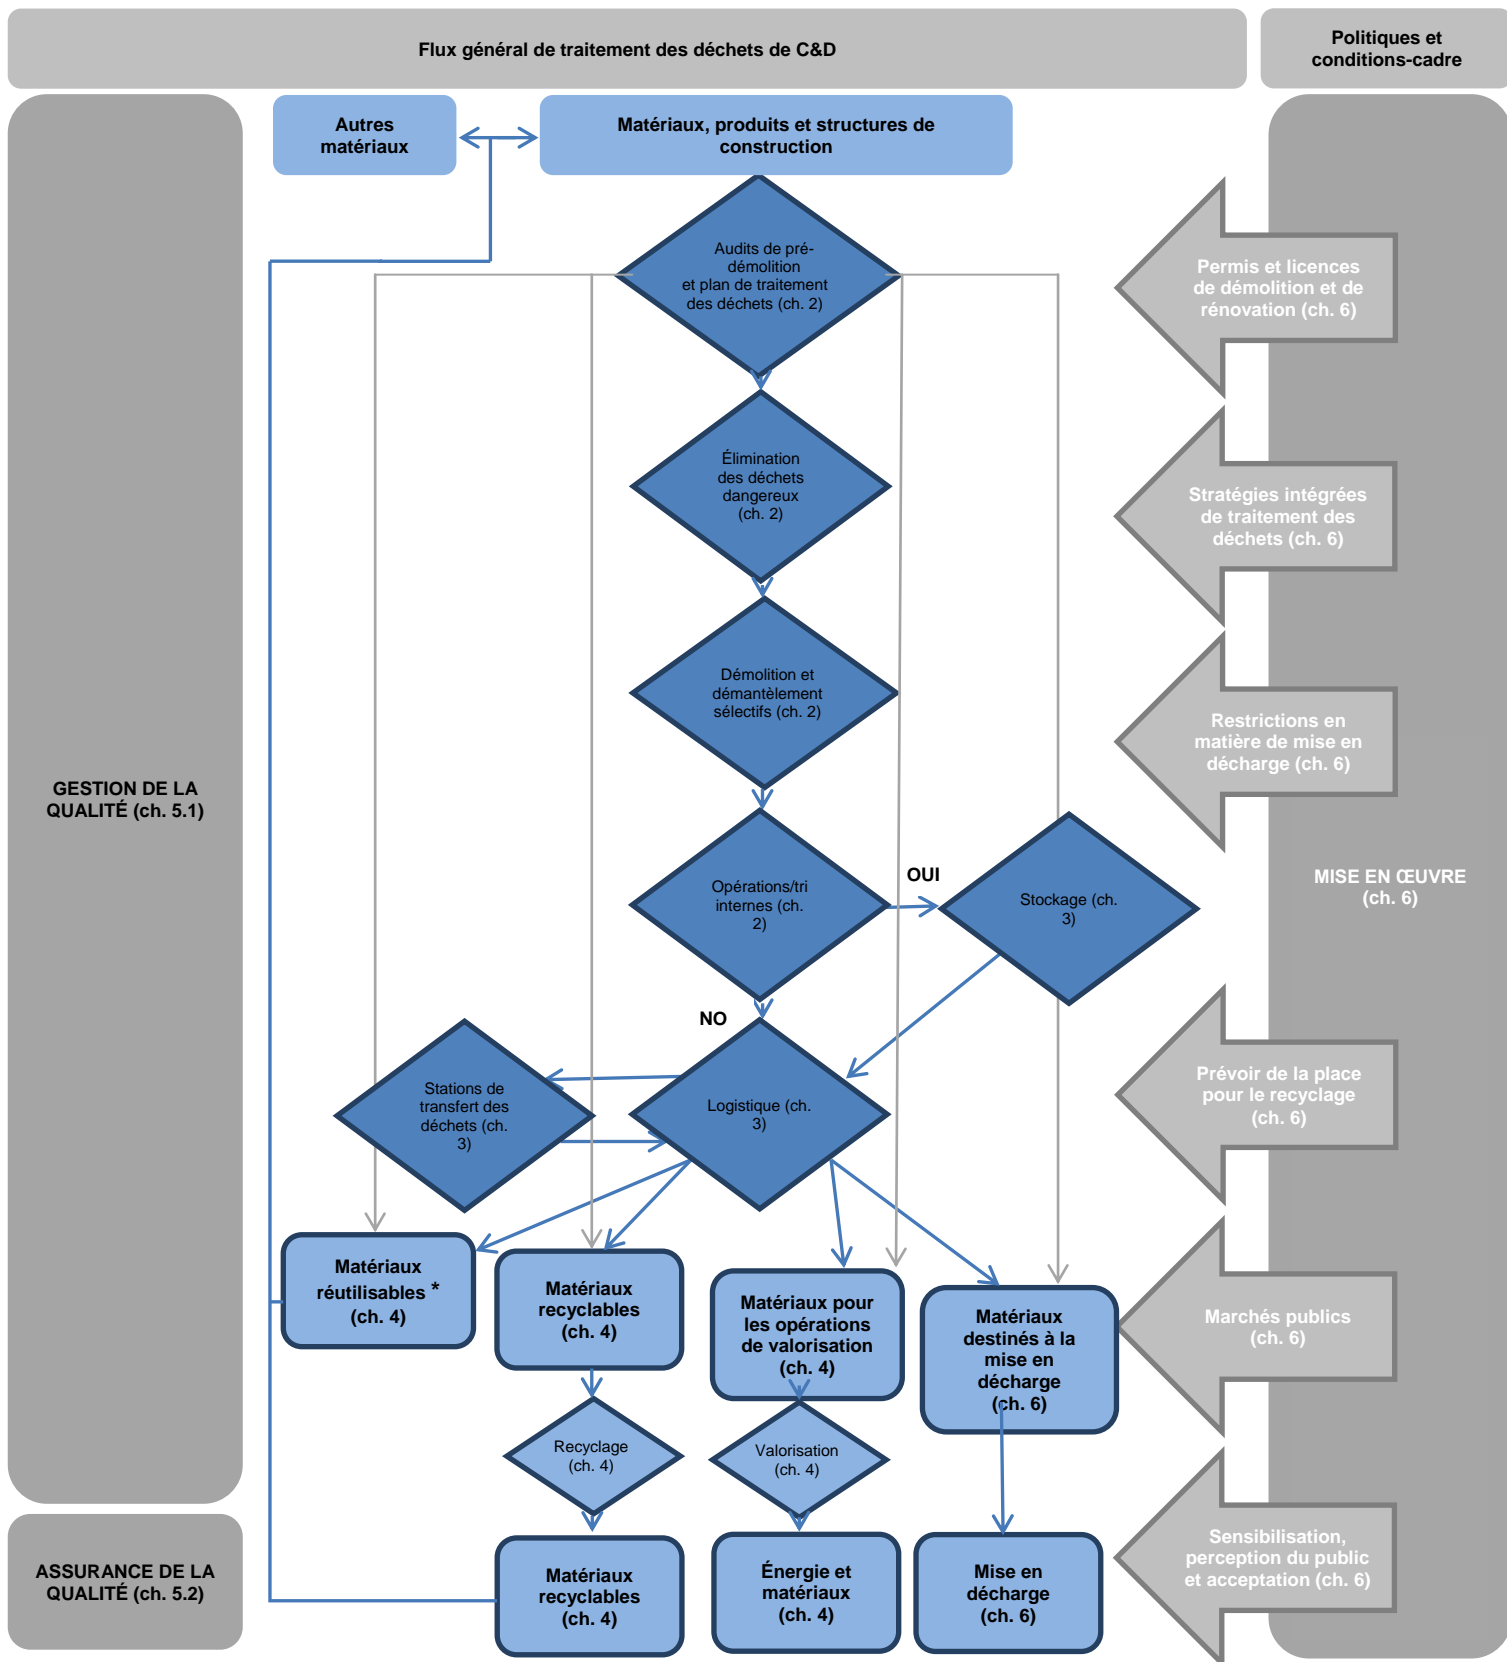 Flux général de traitement des déchets de C&D
Politiques et
conditions-cadre
Autres
matériaux
Matériaux, produits et structures de
construction
Audits de pré-
démolition
et plan de traitement
des déchets (ch. 2)
Permis et licences
de démolition et de
rénovation (ch. 6)
Élimination
des déchets
dangereux
(ch. 2)
Stratégies intégrées
de traitement des
déchets (ch. 6)
Démolition et
démantèlement
sélectifs (ch. 2)
Restrictions en
matière de mise en
décharge (ch. 6)
GESTION DE LA
QUALITÉ (ch. 5.1)
Opérations/tri
internes (ch.
2)
OUI
Stockage (ch.
3)
MISE EN ŒUVRE
(ch. 6)
NO
Stations de
transfert des
déchets (ch.
3)
Logistique (ch.
3)
Prévoir de la place
pour le recyclage
(ch. 6)
Matériaux
réutilisables *
(ch. 4)
Matériaux
recyclables
(ch. 4)
Matériaux pour
les opérations
de valorisation
(ch. 4)
Matériaux
destinés à la
mise en
décharge
(ch. 6)
Marchés publics
(ch. 6)
Recyclage
(ch. 4)
Valorisation
(ch. 4)
ASSURANCE DE LA
QUALITÉ (ch. 5.2)
Matériaux
recyclables
(ch. 4)
Énergie et
matériaux
(ch. 4)
Mise en
décharge
(ch. 6)
Sensibilisation,
perception du public
et acceptation (ch. 6)